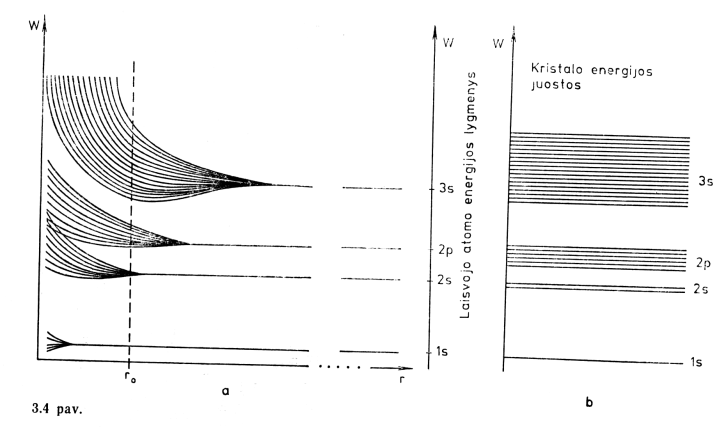 W
W
W
Kristalo energijos
juostos
Laisvojo atomo energijos lygmenys
3s
2p
2s
1s
3s
2p
2s
1s
r₀
r
a
b
3.4 pav.